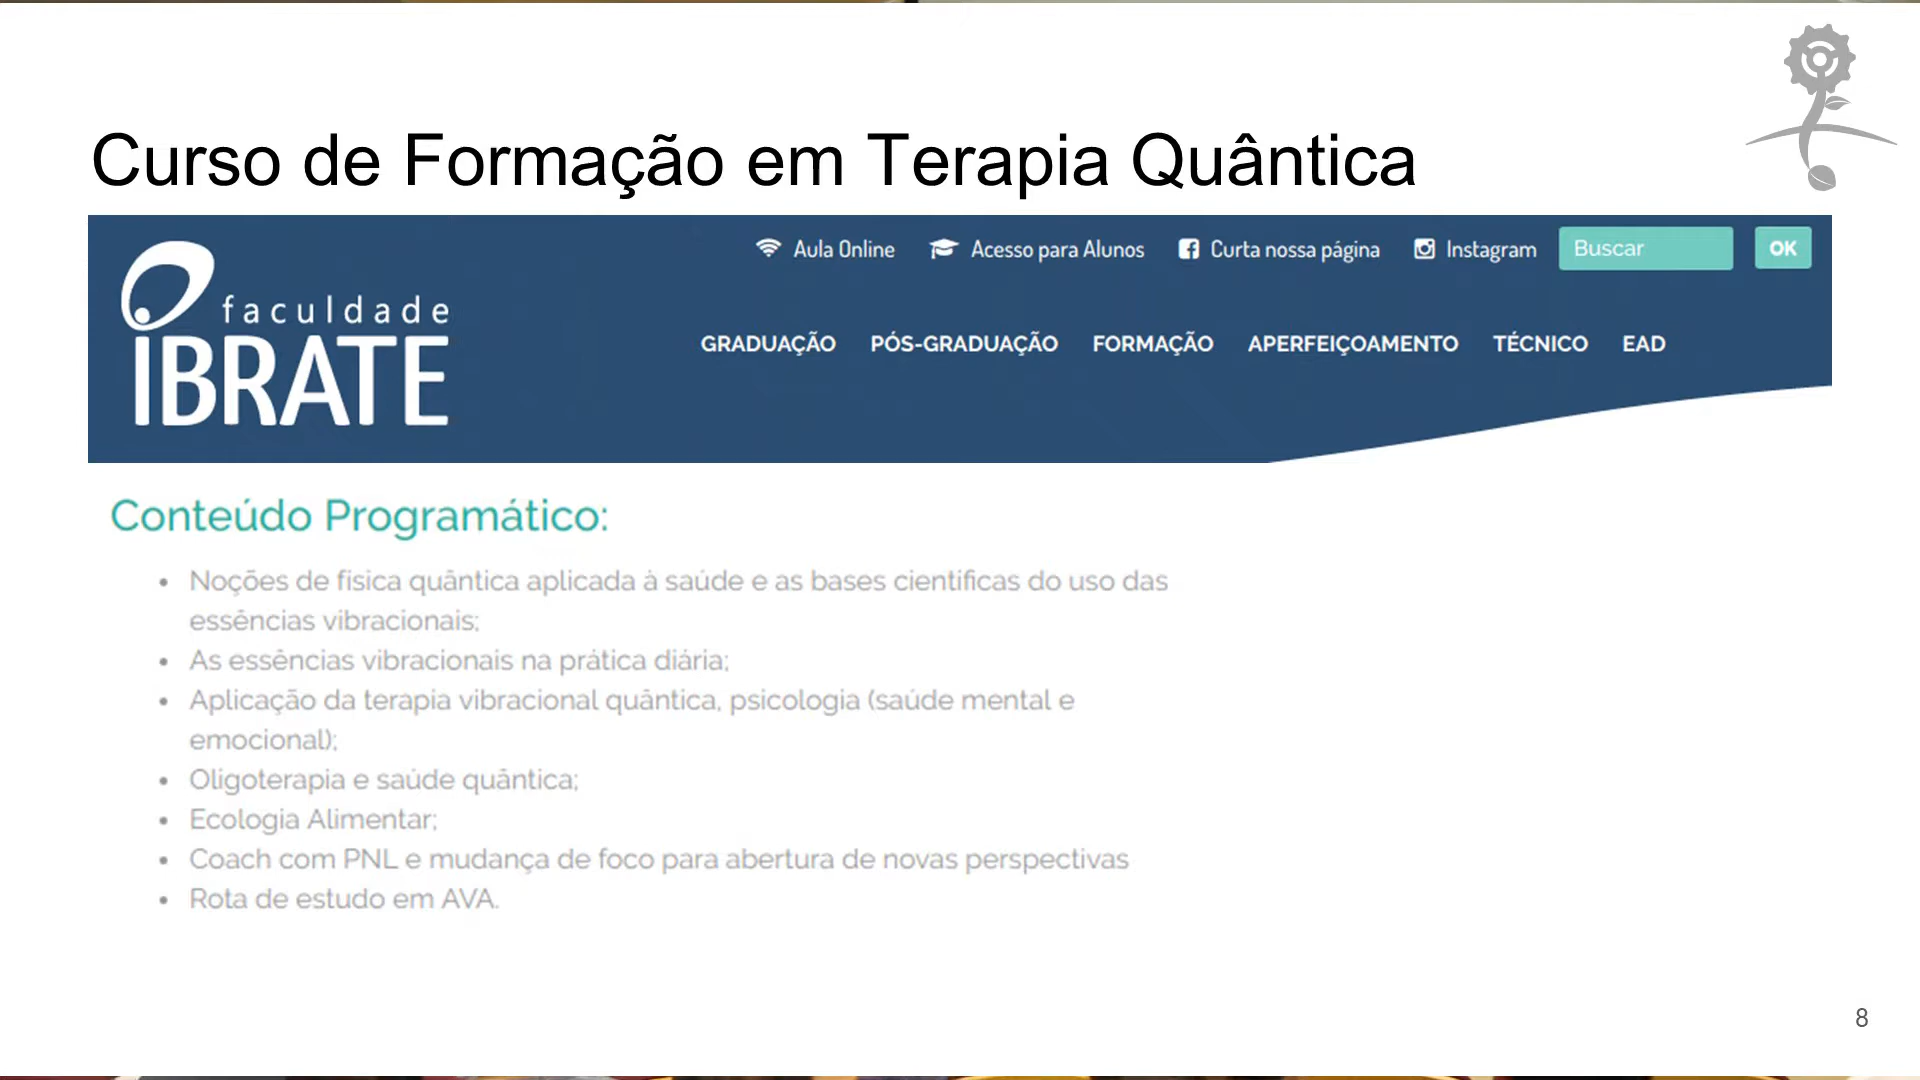 Curso de Formação em Terapia Quântica
Aula Online Acesso para Alunos Curta nossa página Instagram Buscar OK
faculdade
IBRATE
GRADUAÇÃO PÓS-GRADUAÇÃO FORMAÇÃO APERFEIÇOAMENTO TÉCNICO EAD
Conteúdo Programático:
• Noções de física quântica aplicada à saúde e as bases científicas do uso das
essências vibracionais;
• As essências vibracionais na prática diária;
• Aplicação da terapia vibracional quântica, psicologia (saúde mental e
emocional);
• Oligoterapia e saúde quântica;
• Ecologia Alimentar;
• Coach com PNL e mudança de foco para abertura de novas perspectivas
• Rota de estudo em AVA.
8